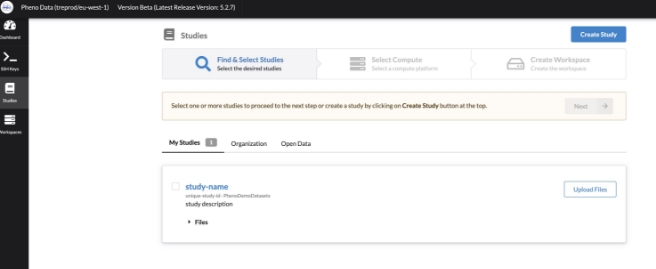 Pheno Data (treprod/eu-west-1) Version Beta (Latest Release Version: 5.2.7)
Dashboard
SSH Keys
Studies
Workspaces
Studies
Create Study
Find & Select Studies
Select the desired studies
Select Compute
Select a compute platform
Create Workspace
Create the workspace
Select one or more studies to proceed to the next step or create a study by clicking on Create Study button at the top.
Next
My Studies 1 Organization Open Data
study-name
unique-study-id - PhenoDemoDatasets
study description
Upload Files
Files